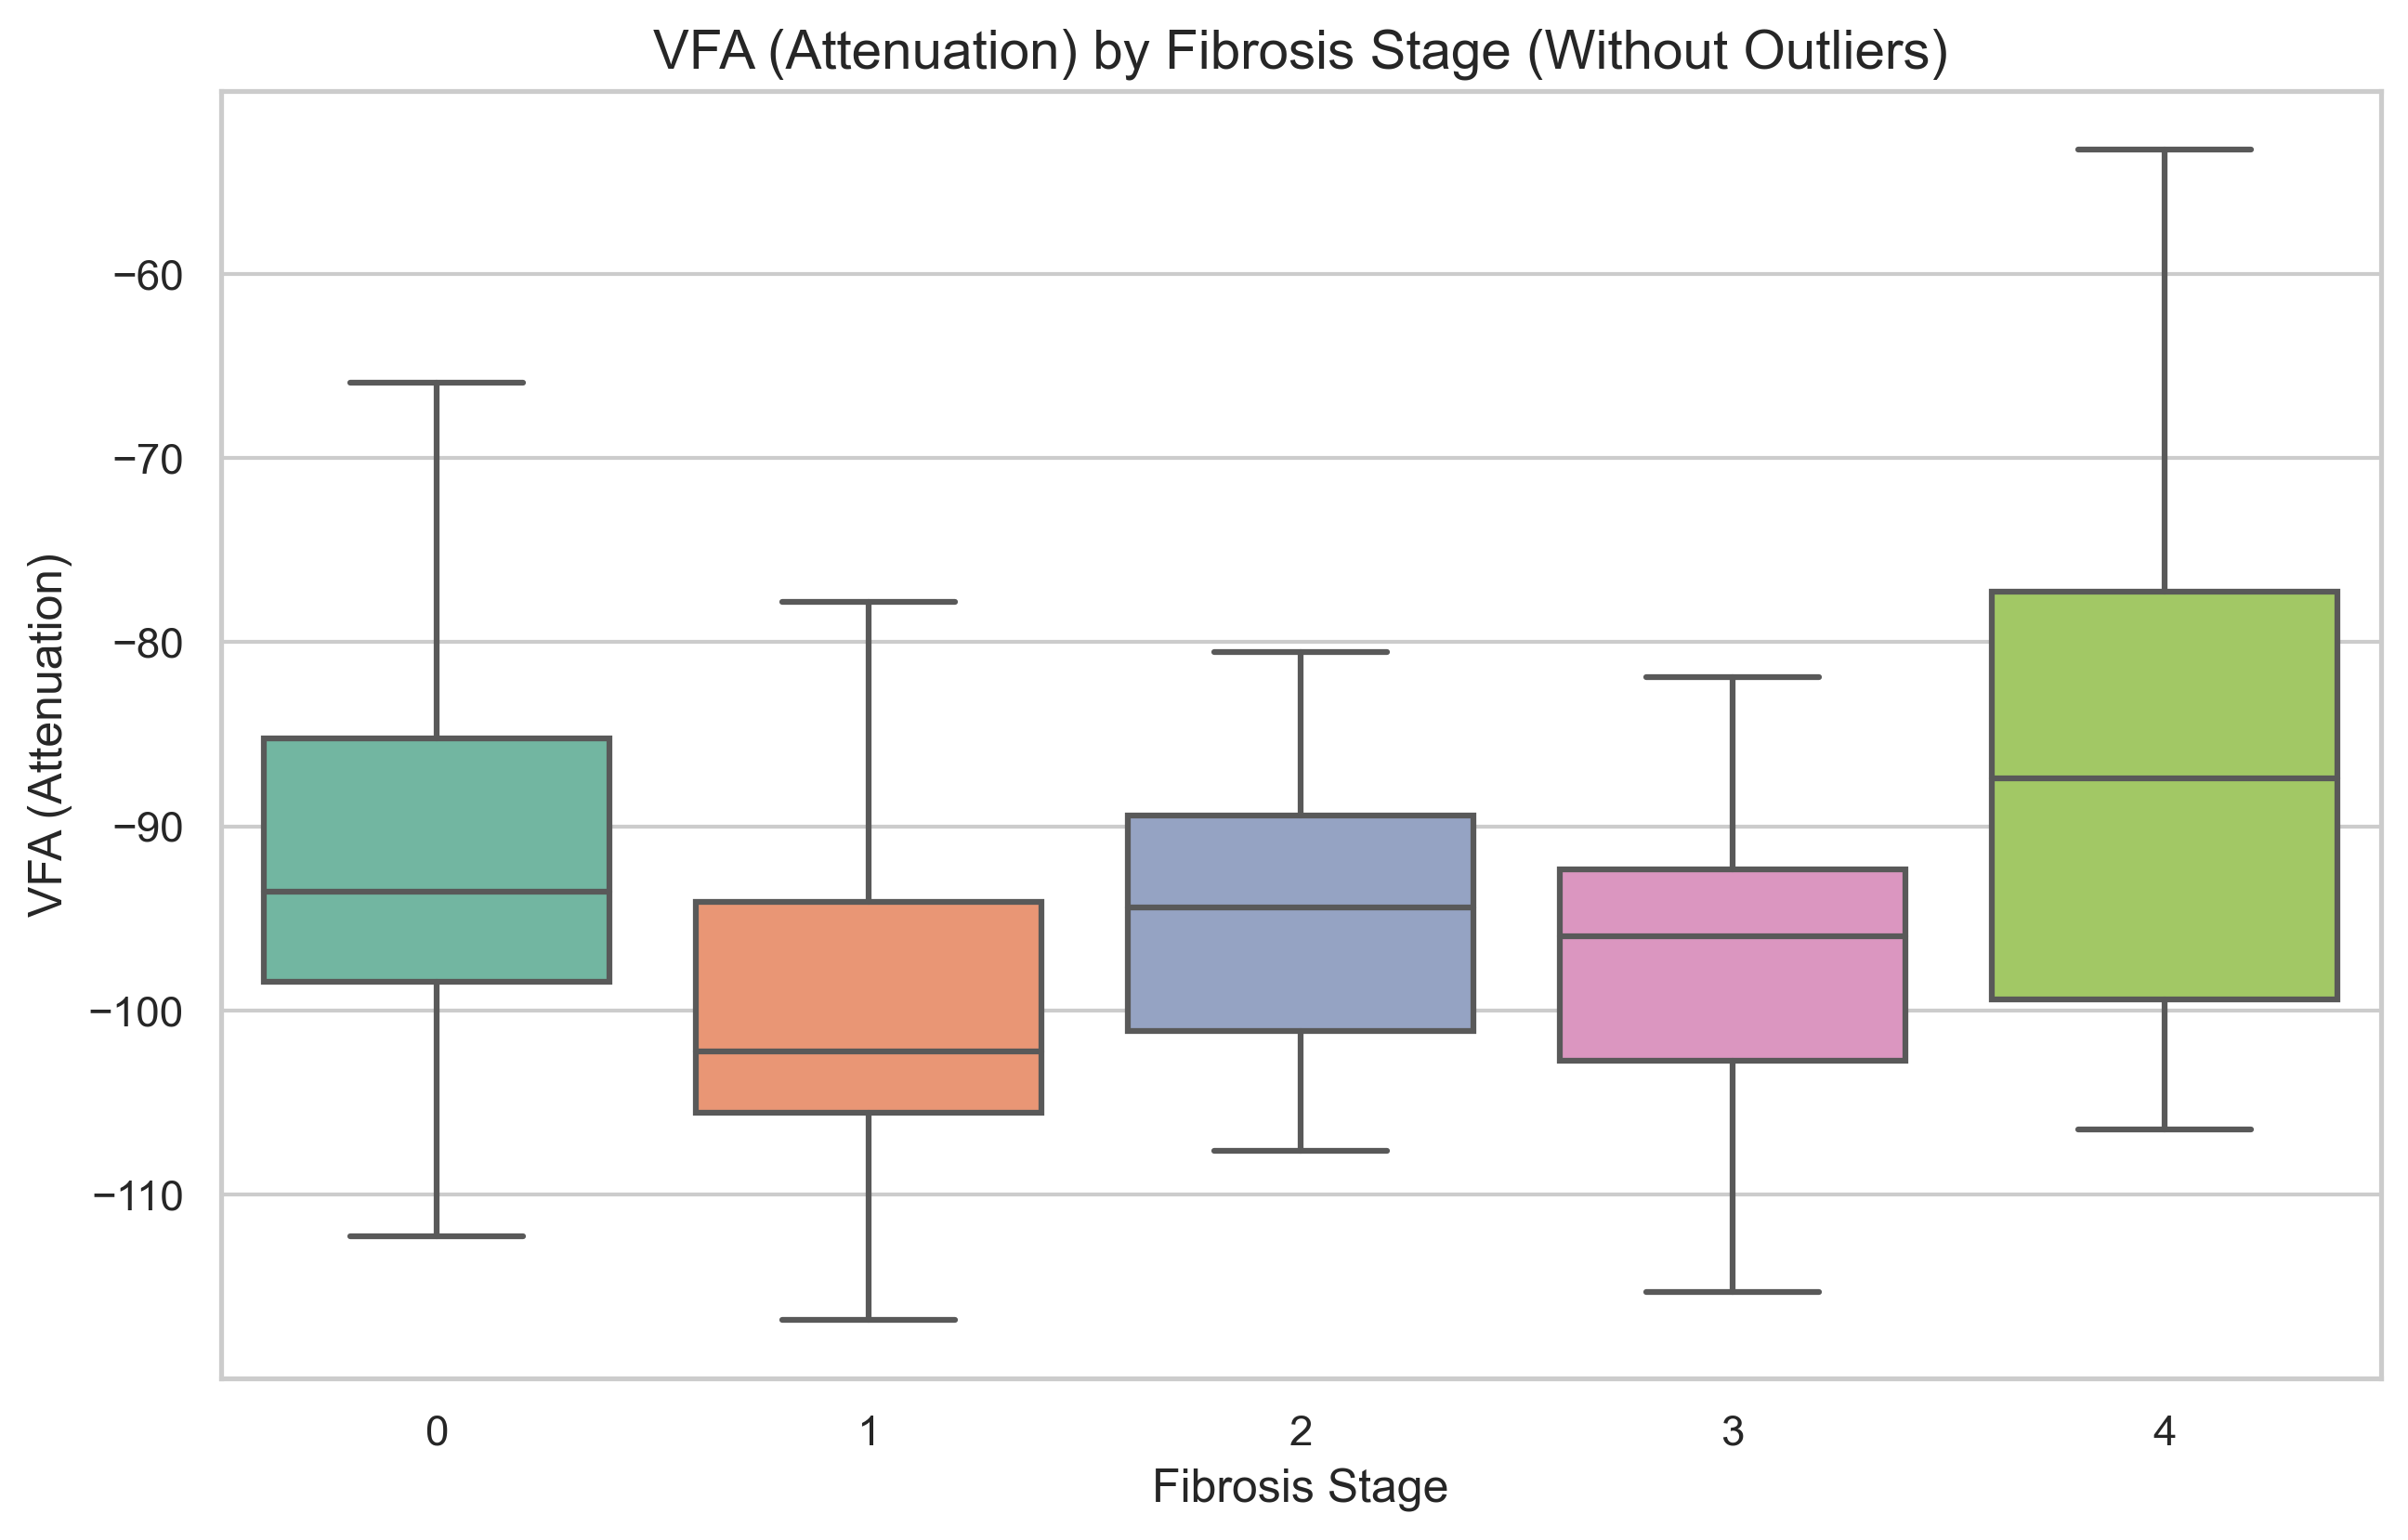 VFA (Attenuation) by Fibrosis Stage (Without Outliers)
VFA (Attenuation)
−60
−70
−80
−90
−100
−110
0 1 2 3 4
Fibrosis Stage